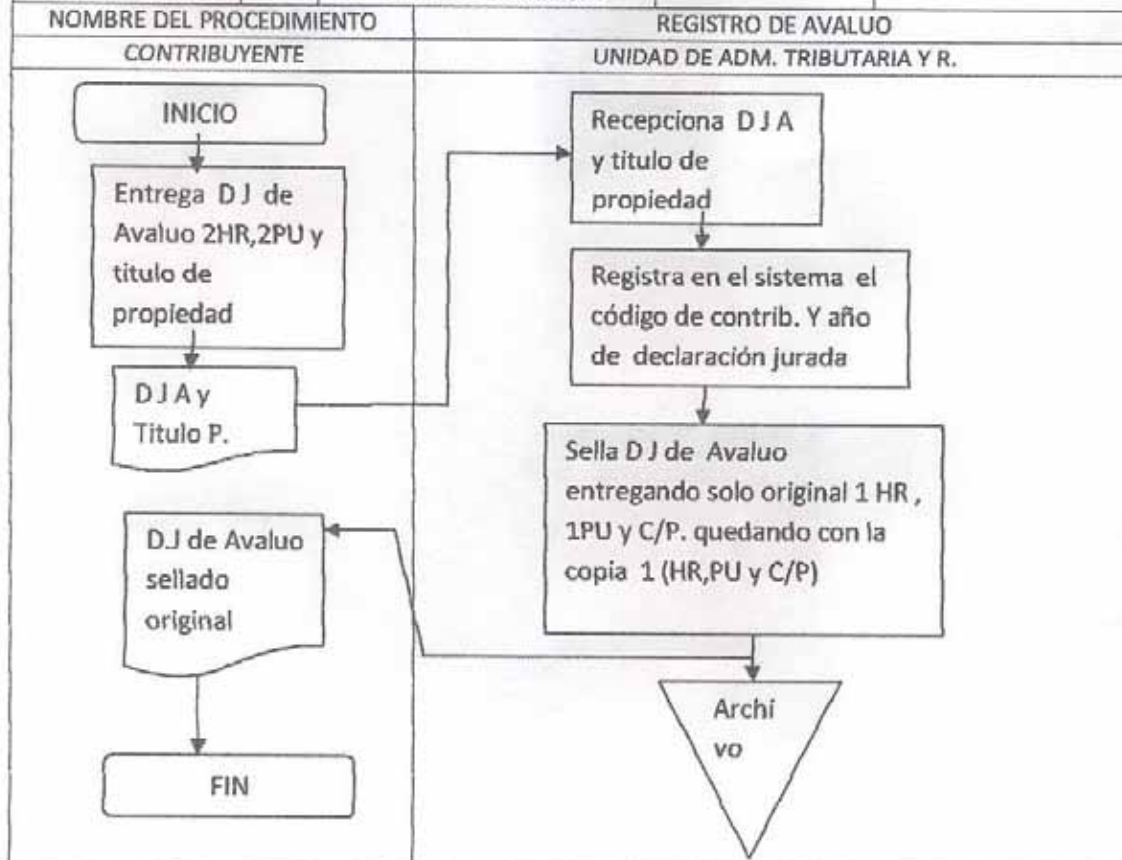 NOMBRE DEL PROCEDIMIENTO
REGISTRO DE AVALUO
CONTRIBUYENTE
UNIDAD DE ADM. TRIBUTARIA Y R.
INICIO
Entrega D J de
Avaluo 2HR,2PU y
titulo de
propiedad
D J A y
Titulo P.
Recepciona D J A
y titulo de
propiedad
Registra en el sistema el
código de contrib. Y año
de declaración jurada
Sella D J de Avaluo
entregando solo original 1 HR ,
1PU y C/P. quedando con la
copia 1 (HR,PU y C/P)
Archi
vo
D.J de Avaluo
sellado
original
FIN